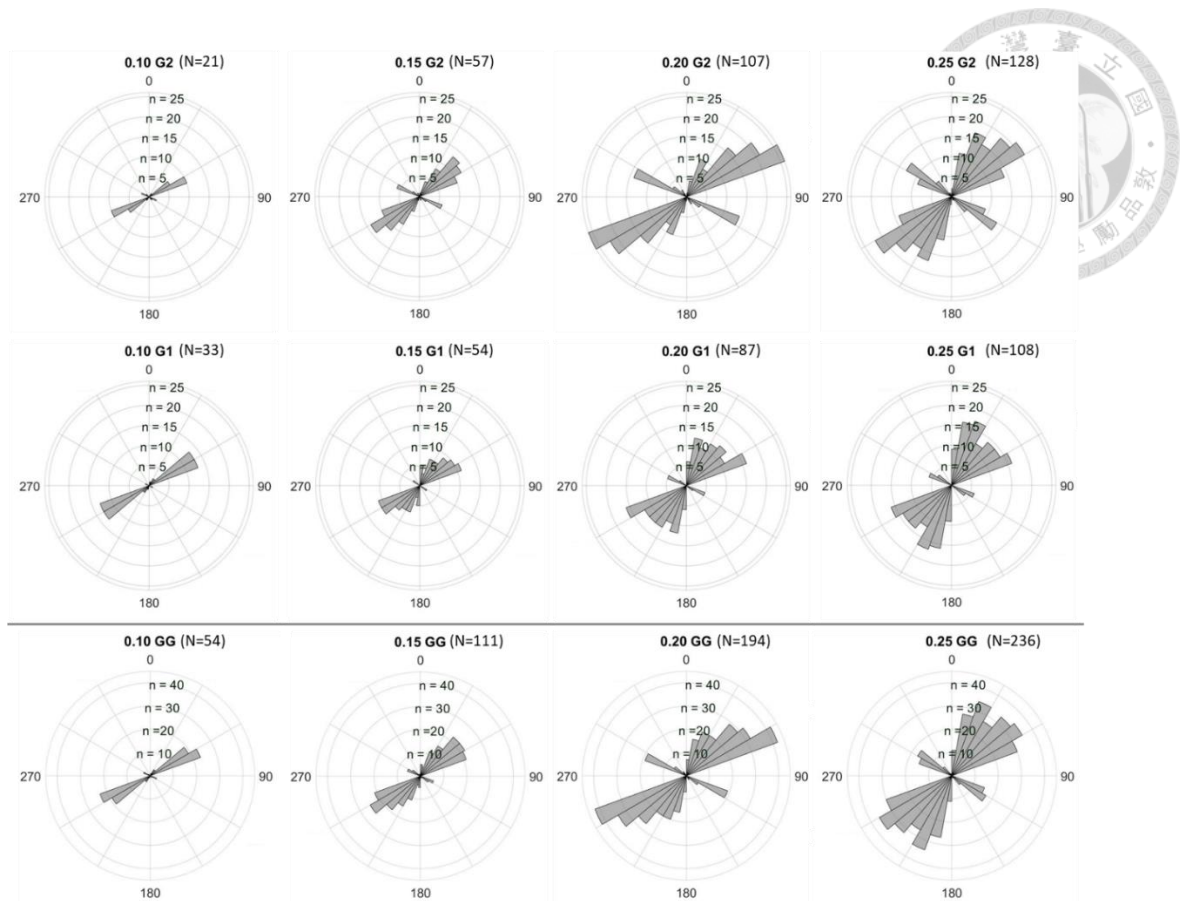 0.10 G2 (N=21)
0
n = 25
n = 20
n = 15
n =10
n = 5
270
90
180
0.15 G2 (N=57)
0
n = 25
n = 20
n = 15
n =10
n = 5
270
90
180
0.20 G2 (N=107)
0
n = 25
n = 20
n = 15
n =10
n = 5
270
90
180
0.25 G2 (N=128)
0
n = 25
n = 20
n = 15
n =10
n = 5
270
90
180
0.10 G1 (N=33)
0
n = 25
n = 20
n = 15
n =10
n = 5
270
90
180
0.15 G1 (N=54)
0
n = 25
n = 20
n = 15
n =10
n = 5
270
90
180
0.20 G1 (N=87)
0
n = 25
n = 20
n = 15
n =10
n = 5
270
90
180
0.25 G1 (N=108)
0
n = 25
n = 20
n = 15
n =10
n = 5
270
90
180
0.10 GG (N=54)
0
n = 40
n = 30
n =20
n = 10
270
90
180
0.15 GG (N=111)
0
n = 40
n = 30
n =20
n = 10
270
90
180
0.20 GG (N=194)
0
n = 40
n = 30
n =20
n = 10
270
90
180
0.25 GG (N=236)
0
n = 40
n = 30
n =20
n = 10
270
90
180
灣臺立國
敦品勵